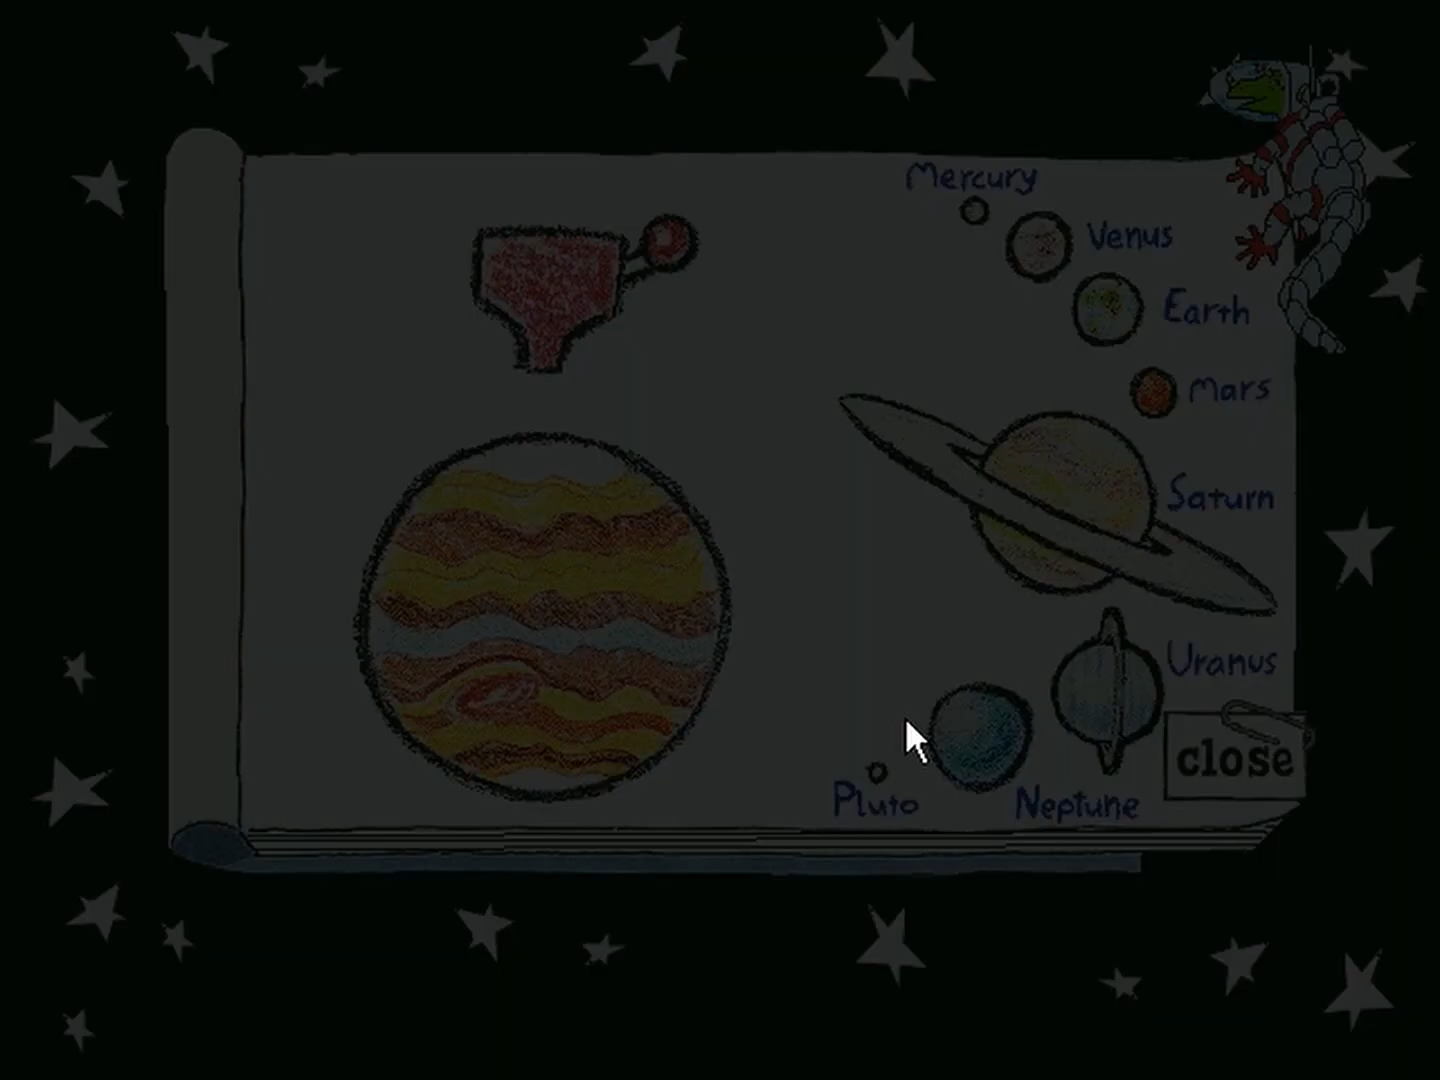 Mercury
Venus
Earth
Mars
Saturn
Uranus
close
Pluto
Neptune